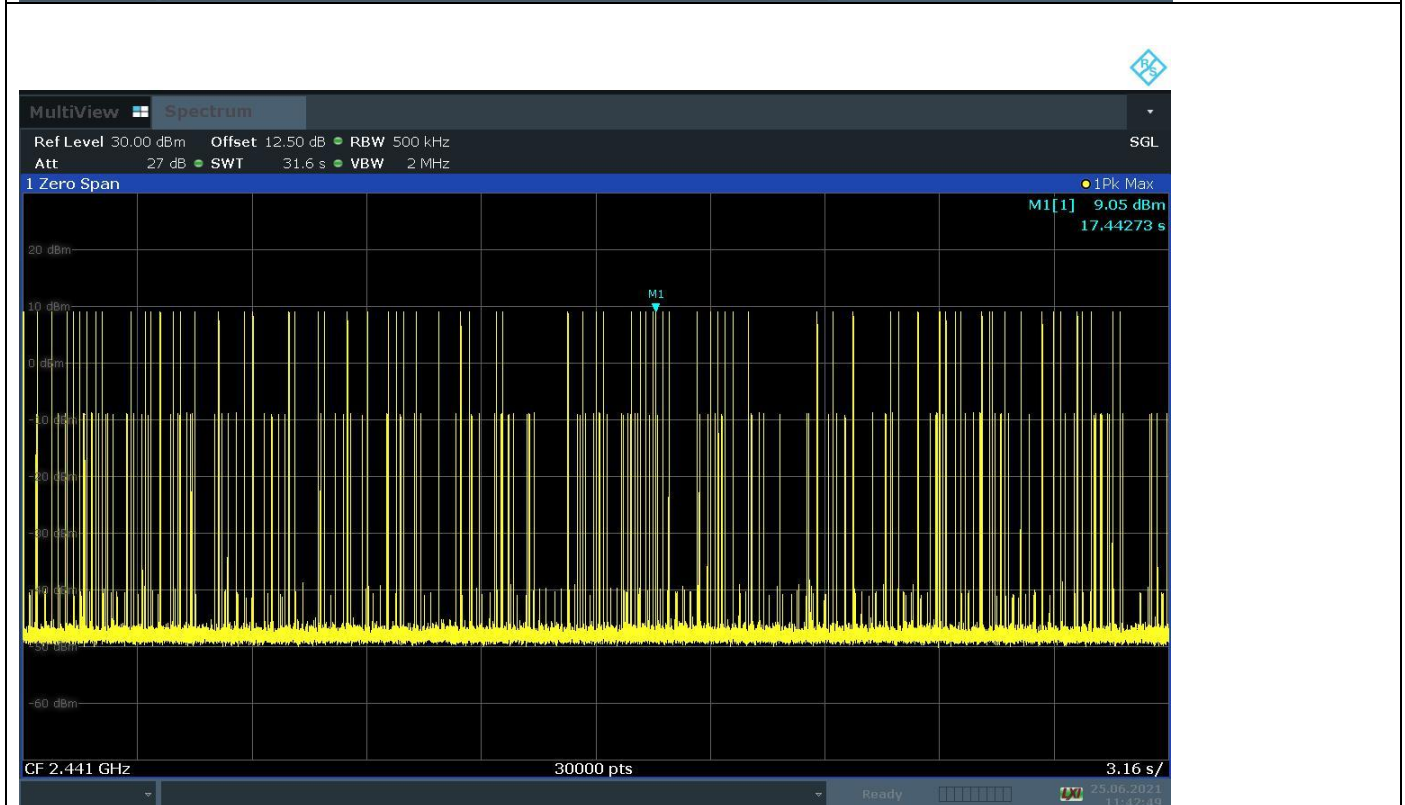 R S
MultiView Spectrum
Ref Level 30.00 dBm Offset 12.50 dB RBW 500 kHz SGL
Att 27 dB SWT 31.6 s VBW 2 MHz
1 Zero Span 1Pk Max
M1[1] 9.05 dBm
17.44273 s
20 dBm
M1
10 dBm
0 dBm
-10 dBm
-20 dBm
-30 dBm
-40 dBm
-50 dBm
-60 dBm
CF 2.441 GHz 30000 pts 3.16 s/
Ready LXI 25.06.2021
11:42:49